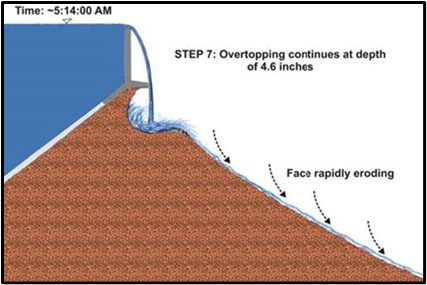 Time: ~5:14:00 AM
STEP 7: Overtopping continues at depth
of 4.6 inches
Face rapidly eroding